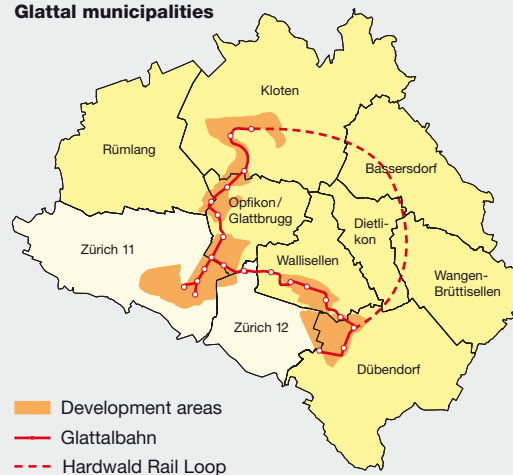 Glattal municipalities
Kloten
Rümlang
Bassersdorf
Opfikon/
Glattbrugg
Dietli-
kon
Zürich 11
Wallisellen
Wangen-
Brüttisellen
Zürich 12
Dübendorf
Development areas
Glattalbahn
Hardwald Rail Loop